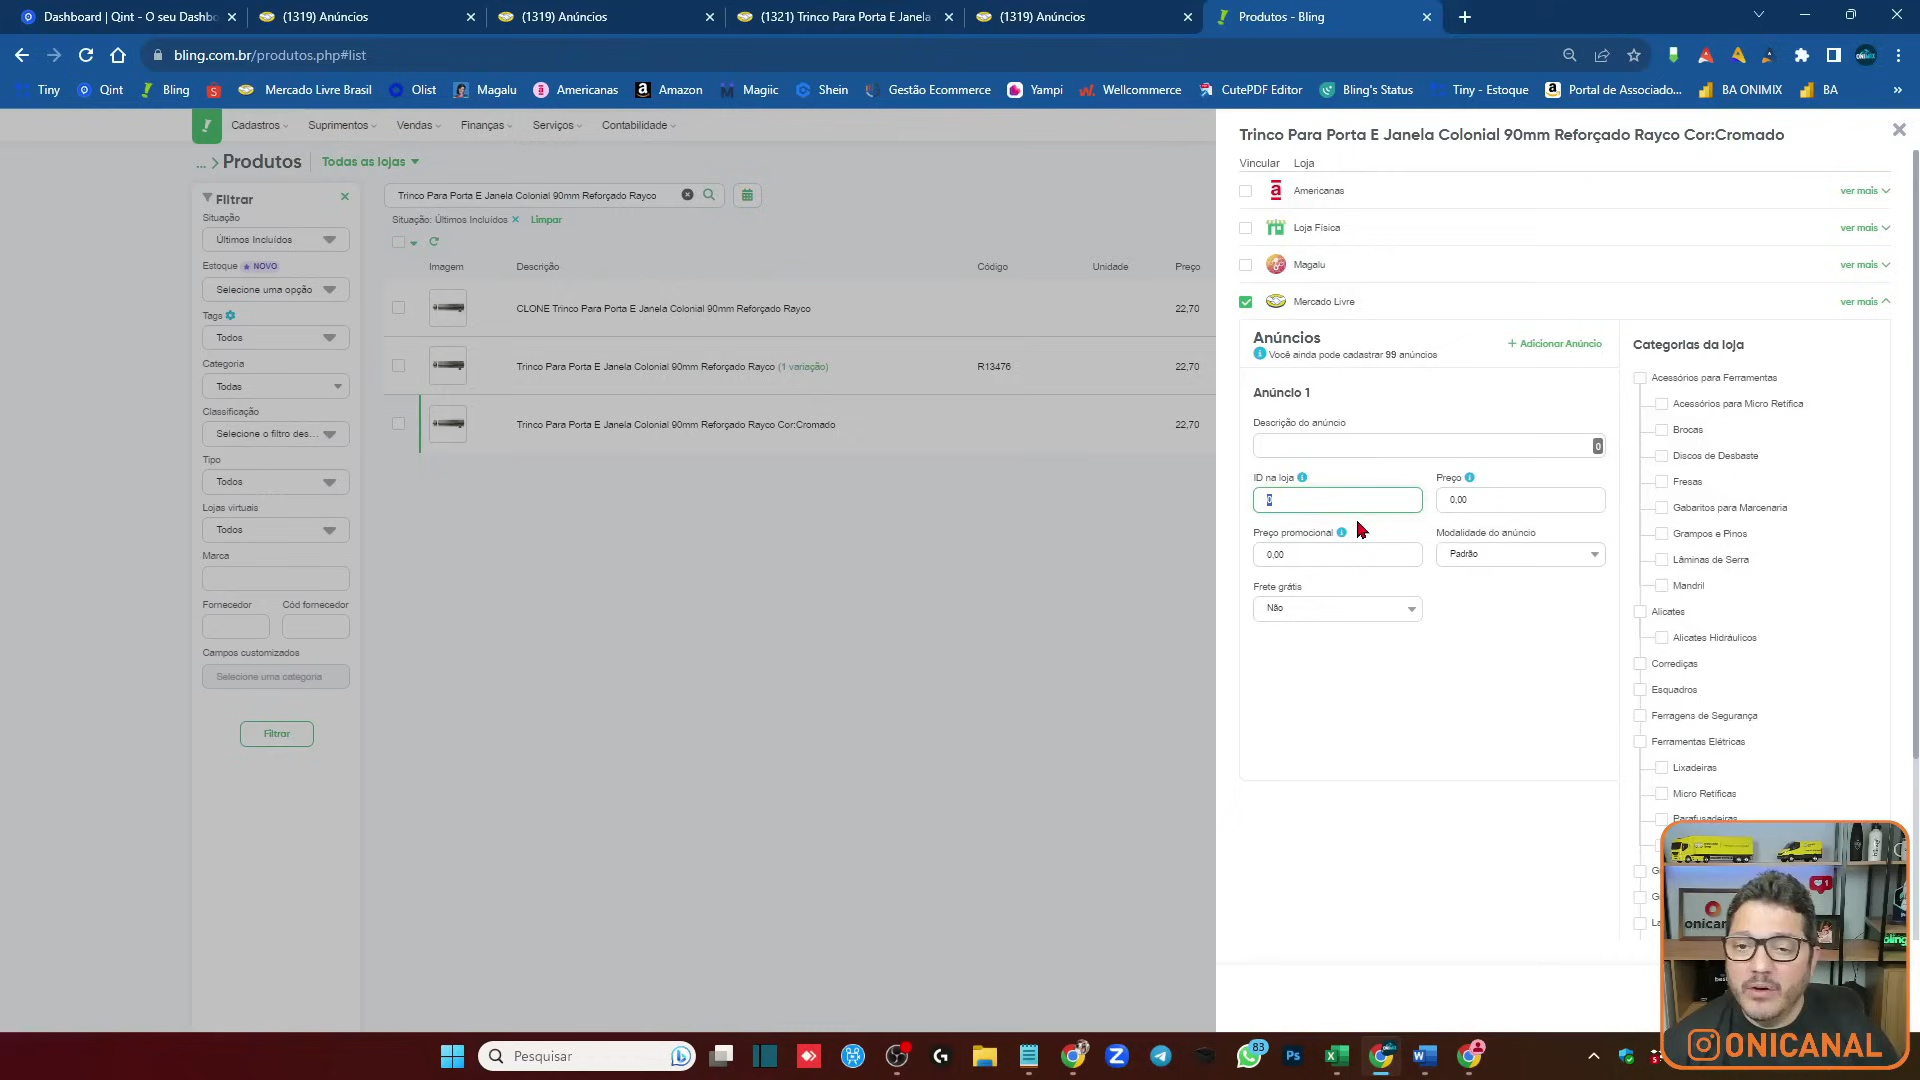 Dashboard | Qint - O seu Dashbo
(1319) Anúncios
(1319) Anúncios
(1321) Trinco Para Porta E Janela
(1319) Anúncios
Produtos - Bling
bling.com.br/produtos.php#list
Tiny
Qint
Bling
Mercado Livre Brasil
Olist
Magalu
Americanas
Amazon
Magiic
Shein
Gestão Ecommerce
Yampi
Wellcommerce
CutePDF Editor
Bling's Status
Tiny - Estoque
Portal de Associado...
BA ONIMIX
BA
Cadastros
Suprimentos
Vendas
Finanças
Serviços
Contabilidade
... > Produtos
Todas as lojas
Filtrar
Situação
Últimos Incluídos
Estoque
NOVO
Selecione uma opção
Tags
Todos
Categoria
Todas
Classificação
Selecione o filtro des...
Tipo
Todos
Lojas virtuais
Todos
Marca
Fornecedor
Cód fornecedor
Campos customizados
Selecione uma categoria
Filtrar
Trinco Para Porta E Janela Colonial 90mm Reforçado Rayco
Situação: Últimos Incluídos
Limpar
Imagem
Descrição
Código
Unidade
Preço
CLONE Trinco Para Porta E Janela Colonial 90mm Reforçado Rayco
22,70
Trinco Para Porta E Janela Colonial 90mm Reforçado Rayco (1 variação)
R13476
22,70
Trinco Para Porta E Janela Colonial 90mm Reforçado Rayco Cor:Cromado
22,70
Trinco Para Porta E Janela Colonial 90mm Reforçado Rayco Cor:Cromado
Vincular
Loja
Americanas
ver mais
Loja Física
ver mais
Magalu
ver mais
Mercado Livre
ver mais
Anúncios
Você ainda pode cadastrar 99 anúncios
+ Adicionar Anúncio
Anúncio 1
Descrição do anúncio
0
ID na loja
0
Preço
0,00
Preço promocional
0,00
Modalidade do anúncio
Padrão
Frete grátis
Não
Categorias da loja
Acessórios para Ferramentas
Acessórios para Micro Retífica
Brocas
Discos de Desbaste
Fresas
Gabaritos para Marcenaria
Grampos e Pinos
Lâminas de Serra
Mandril
Alicates
Alicates Hidráulicos
Corrediças
Esquadros
Ferragens de Segurança
Ferramentas Elétricas
Lixadeiras
Micro Retíficas
Parafusadeiras
onican
bling
ONICANAL
Pesquisar
83